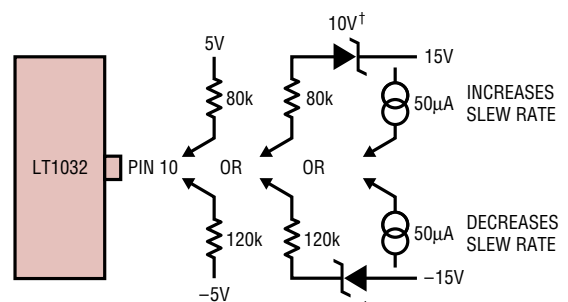 10V†
5V
15V
80k
80k
50µA
INCREASES
SLEW RATE
LT1032
PIN 10
OR
OR
120k
120k
50µA
DECREASES
SLEW RATE
–5V
–15V